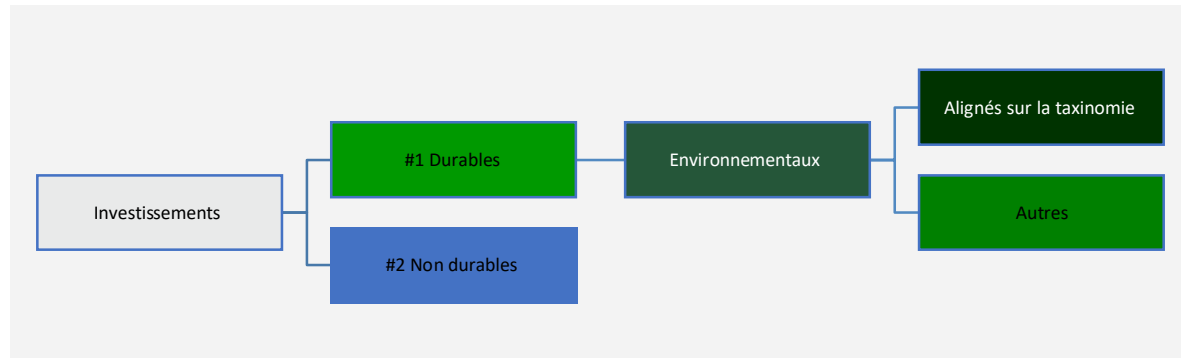 Investissements
#1 Durables
#2 Non durables
Environnementaux
Alignés sur la taxinomie
Autres